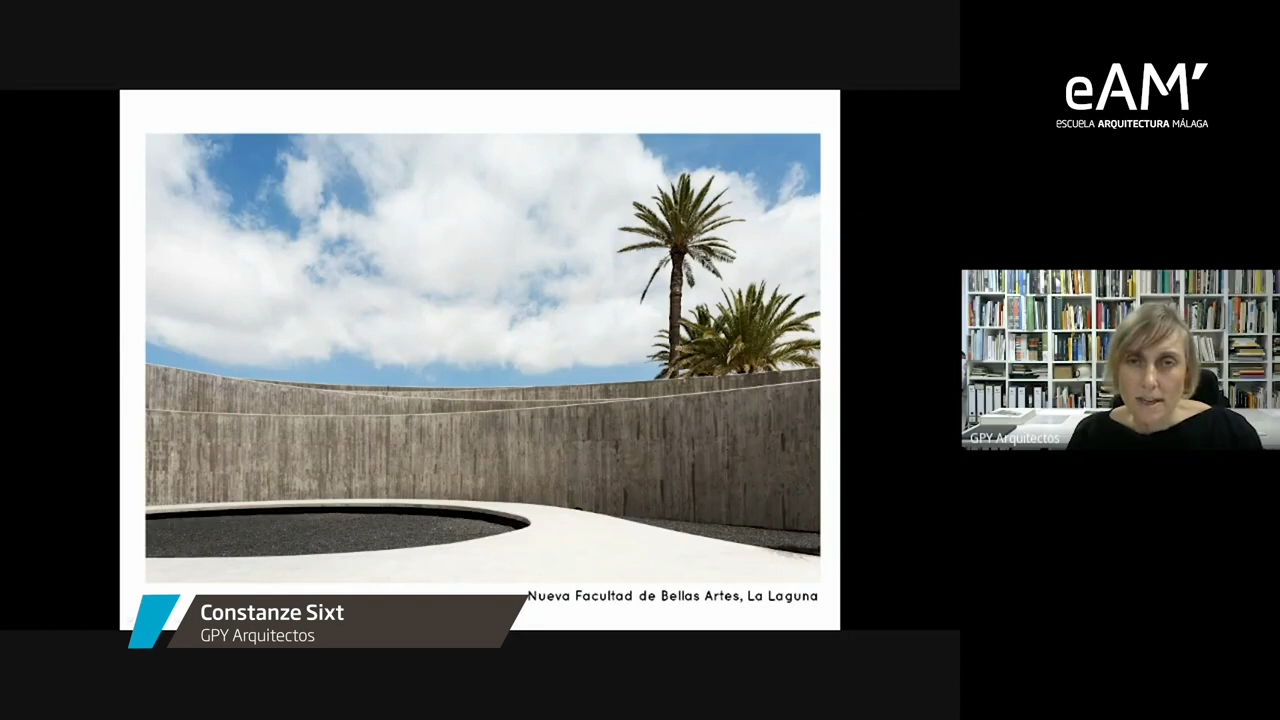 eAM'
ESCUELA ARQUITECTURA MÁLAGA
GPY Arquitectos
Nueva Facultad de Bellas Artes, La Laguna
Constanze Sixt
GPY Arquitectos